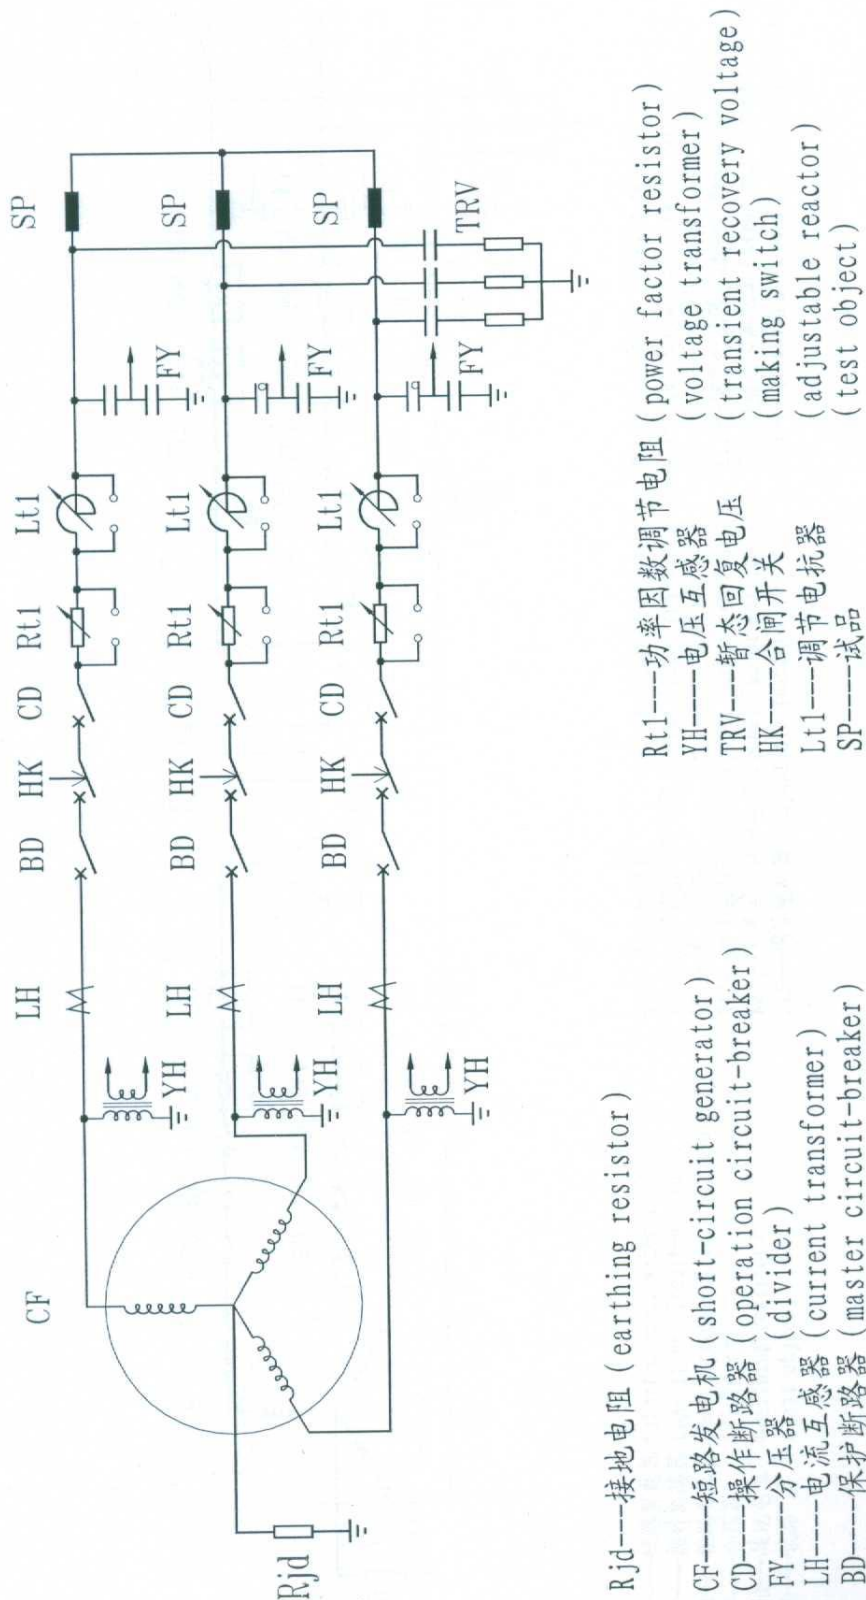 CF
LH
BD
HK
CD
Rt1
Lt1
SP
YH
FY
LH
BD
HK
CD
Rt1
Lt1
SP
YH
FY
LH
BD
HK
CD
Rt1
Lt1
SP
YH
FY
TRV
Rjd
Rjd---接地电阻 (earthing resistor)
CF----短路发电机 (short-circuit generator)
CD----操作断路器 (operation circuit-breaker)
FY-----分压器 (divider)
LH-----电流互感器 (current transformer)
BD-----保护断路器 (master circuit-breaker)
Rt1---功率因数调节电阻 (power factor resistor)
YH-----电压互感器 (voltage transformer)
TRV----暂态回复电压 (transient recovery voltage)
HK-----合闸开关 (making switch)
Lt1---调节电抗器 (adjustable reactor)
SP-----试品 (test object)